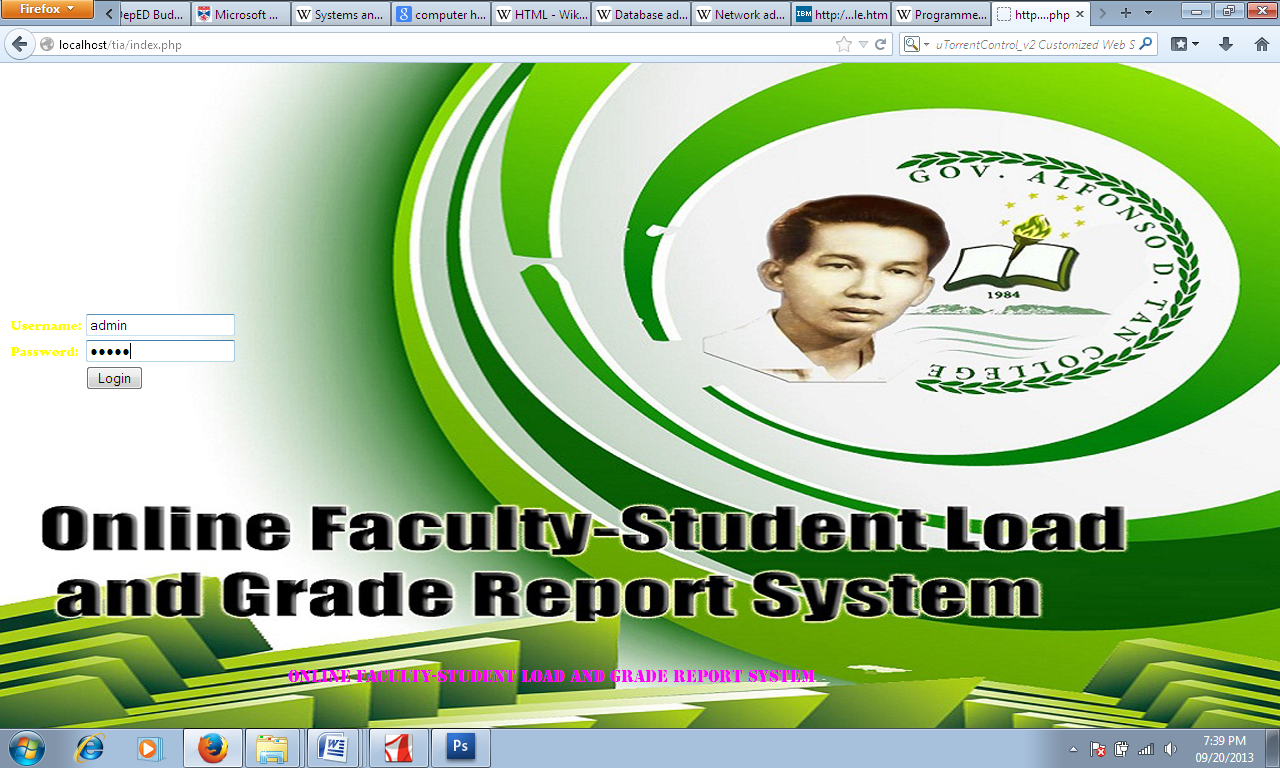 Firefox
DepED Bud...
Microsoft ...
Systems an...
computer h...
HTML - Wik...
Database ad...
Network ad...
http:/...le.htm
Programme...
http....php
localhost/tia/index.php
uTorrentControl_v2 Customized Web S
GOV. ALFONSO D. TAN COLLEGE
1984
Username: admin
Password: •••••
Login
Online Faculty-Student Load
and Grade Report System
ONLINE FACULTY-STUDENT LOAD AND GRADE REPORT SYSTEM
Ps
7:39 PM
09/20/2013